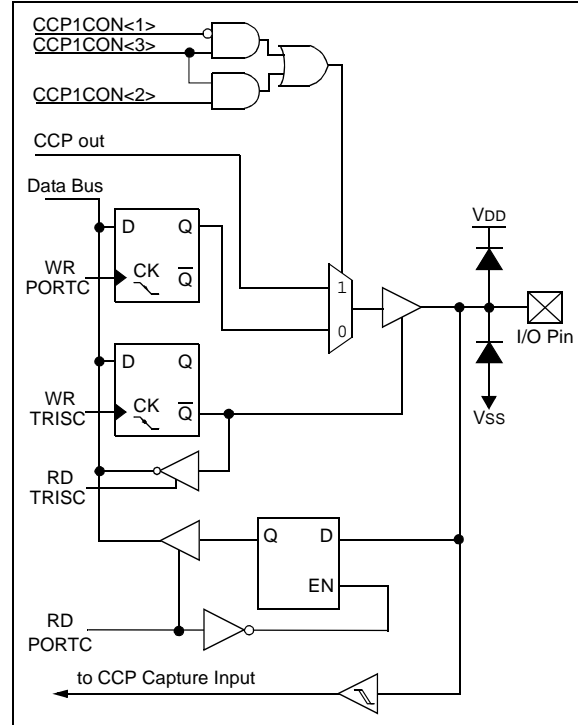 CCP1CON<1>
CCP1CON<3>
CCP1CON<2>
CCP out
Data Bus
D Q
WR
PORTC
CK
Q
1
0
VDD
I/O Pin
VSS
D Q
WR
TRISC
CK
Q
RD
TRISC
Q D
EN
RD
PORTC
to CCP Capture Input